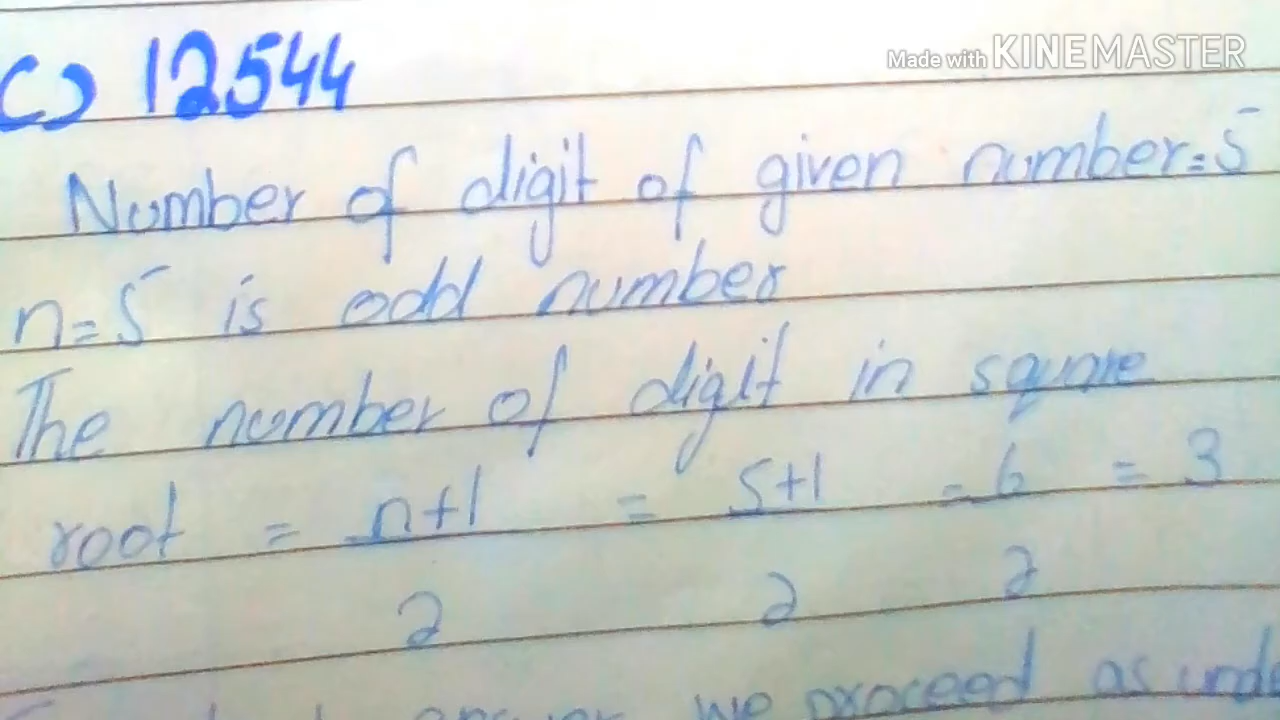 Made with KINEMASTER
C) 12544
Number of digit of given number = 5
n = 5 is odd number
The number of digit in square
root = n+1 = 5+1 = 6 = 3
2 2 2
we proceed as